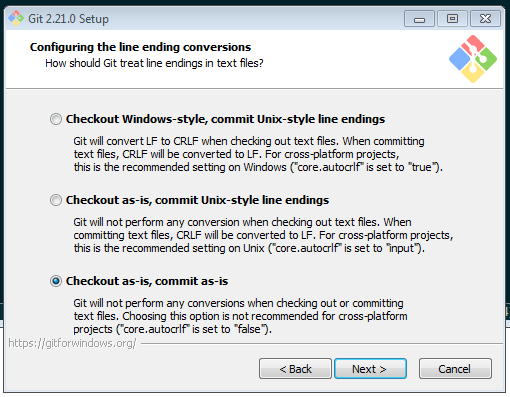 Git 2.21.0 Setup
Configuring the line ending conversions
How should Git treat line endings in text files?
Checkout Windows-style, commit Unix-style line endings
Git will convert LF to CRLF when checking out text files. When committing
text files, CRLF will be converted to LF. For cross-platform projects,
this is the recommended setting on Windows ("core.autocrlf" is set to "true").
Checkout as-is, commit Unix-style line endings
Git will not perform any conversion when checking out text files. When
committing text files, CRLF will be converted to LF. For cross-platform projects,
this is the recommended setting on Unix ("core.autocrlf" is set to "input").
Checkout as-is, commit as-is
Git will not perform any conversions when checking out or committing
text files. Choosing this option is not recommended for cross-platform
projects ("core.autocrlf" is set to "false").
https://gitforwindows.org/
< Back
Next >
Cancel